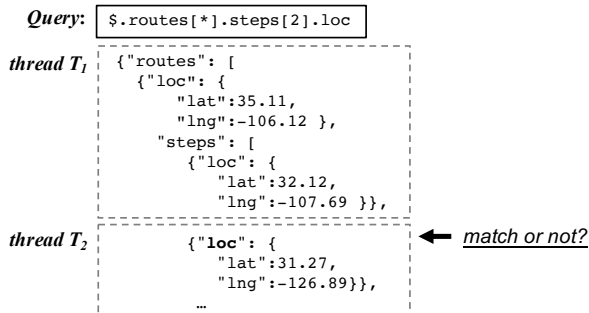 Query: $.routes[*].steps[2].loc
thread T1 {"routes": [
{"loc": {
"lat":35.11,
"lng":-106.12 },
"steps": [
{"loc": {
"lat":32.12,
"lng":-107.69 }},
thread T2 {"loc": { match or not?
"lat":31.27,
"lng":-126.89}},
…